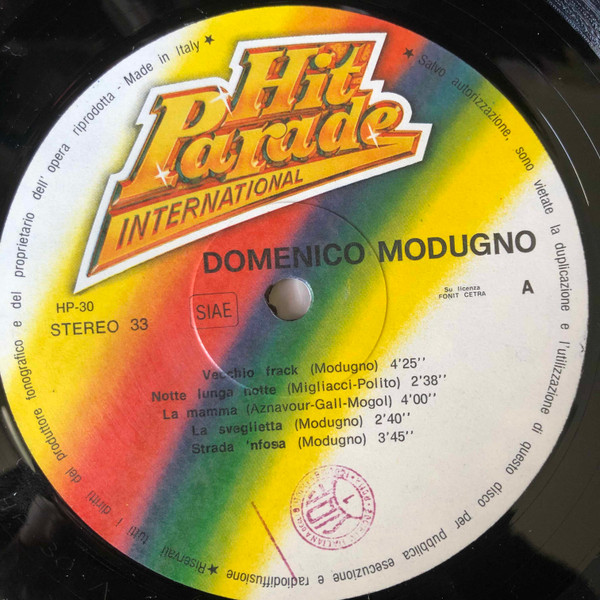 Hit
Parade
INTERNATIONAL
DOMENICO MODUGNO
HP-30
STEREO 33
SIAE
Su licenza
FONIT CETRA
A
Vecchio frack (Modugno) 4'25''
Notte lunga notte (Migliacci-Polito) 2'38''
La mamma (Aznavour-Gall-Mogol) 4'00''
La sveglietta (Modugno) 2'40''
Strada 'nfosa (Modugno) 3'45''
★ Riservati tutti i diritti del produttore fonografico e del proprietario dell'opera riprodotta - Made in Italy ★
★ Salvo autorizzazione, sono vietate la duplicazione e l'utilizzazione di questo disco per pubblica esecuzione e radiodiffusione